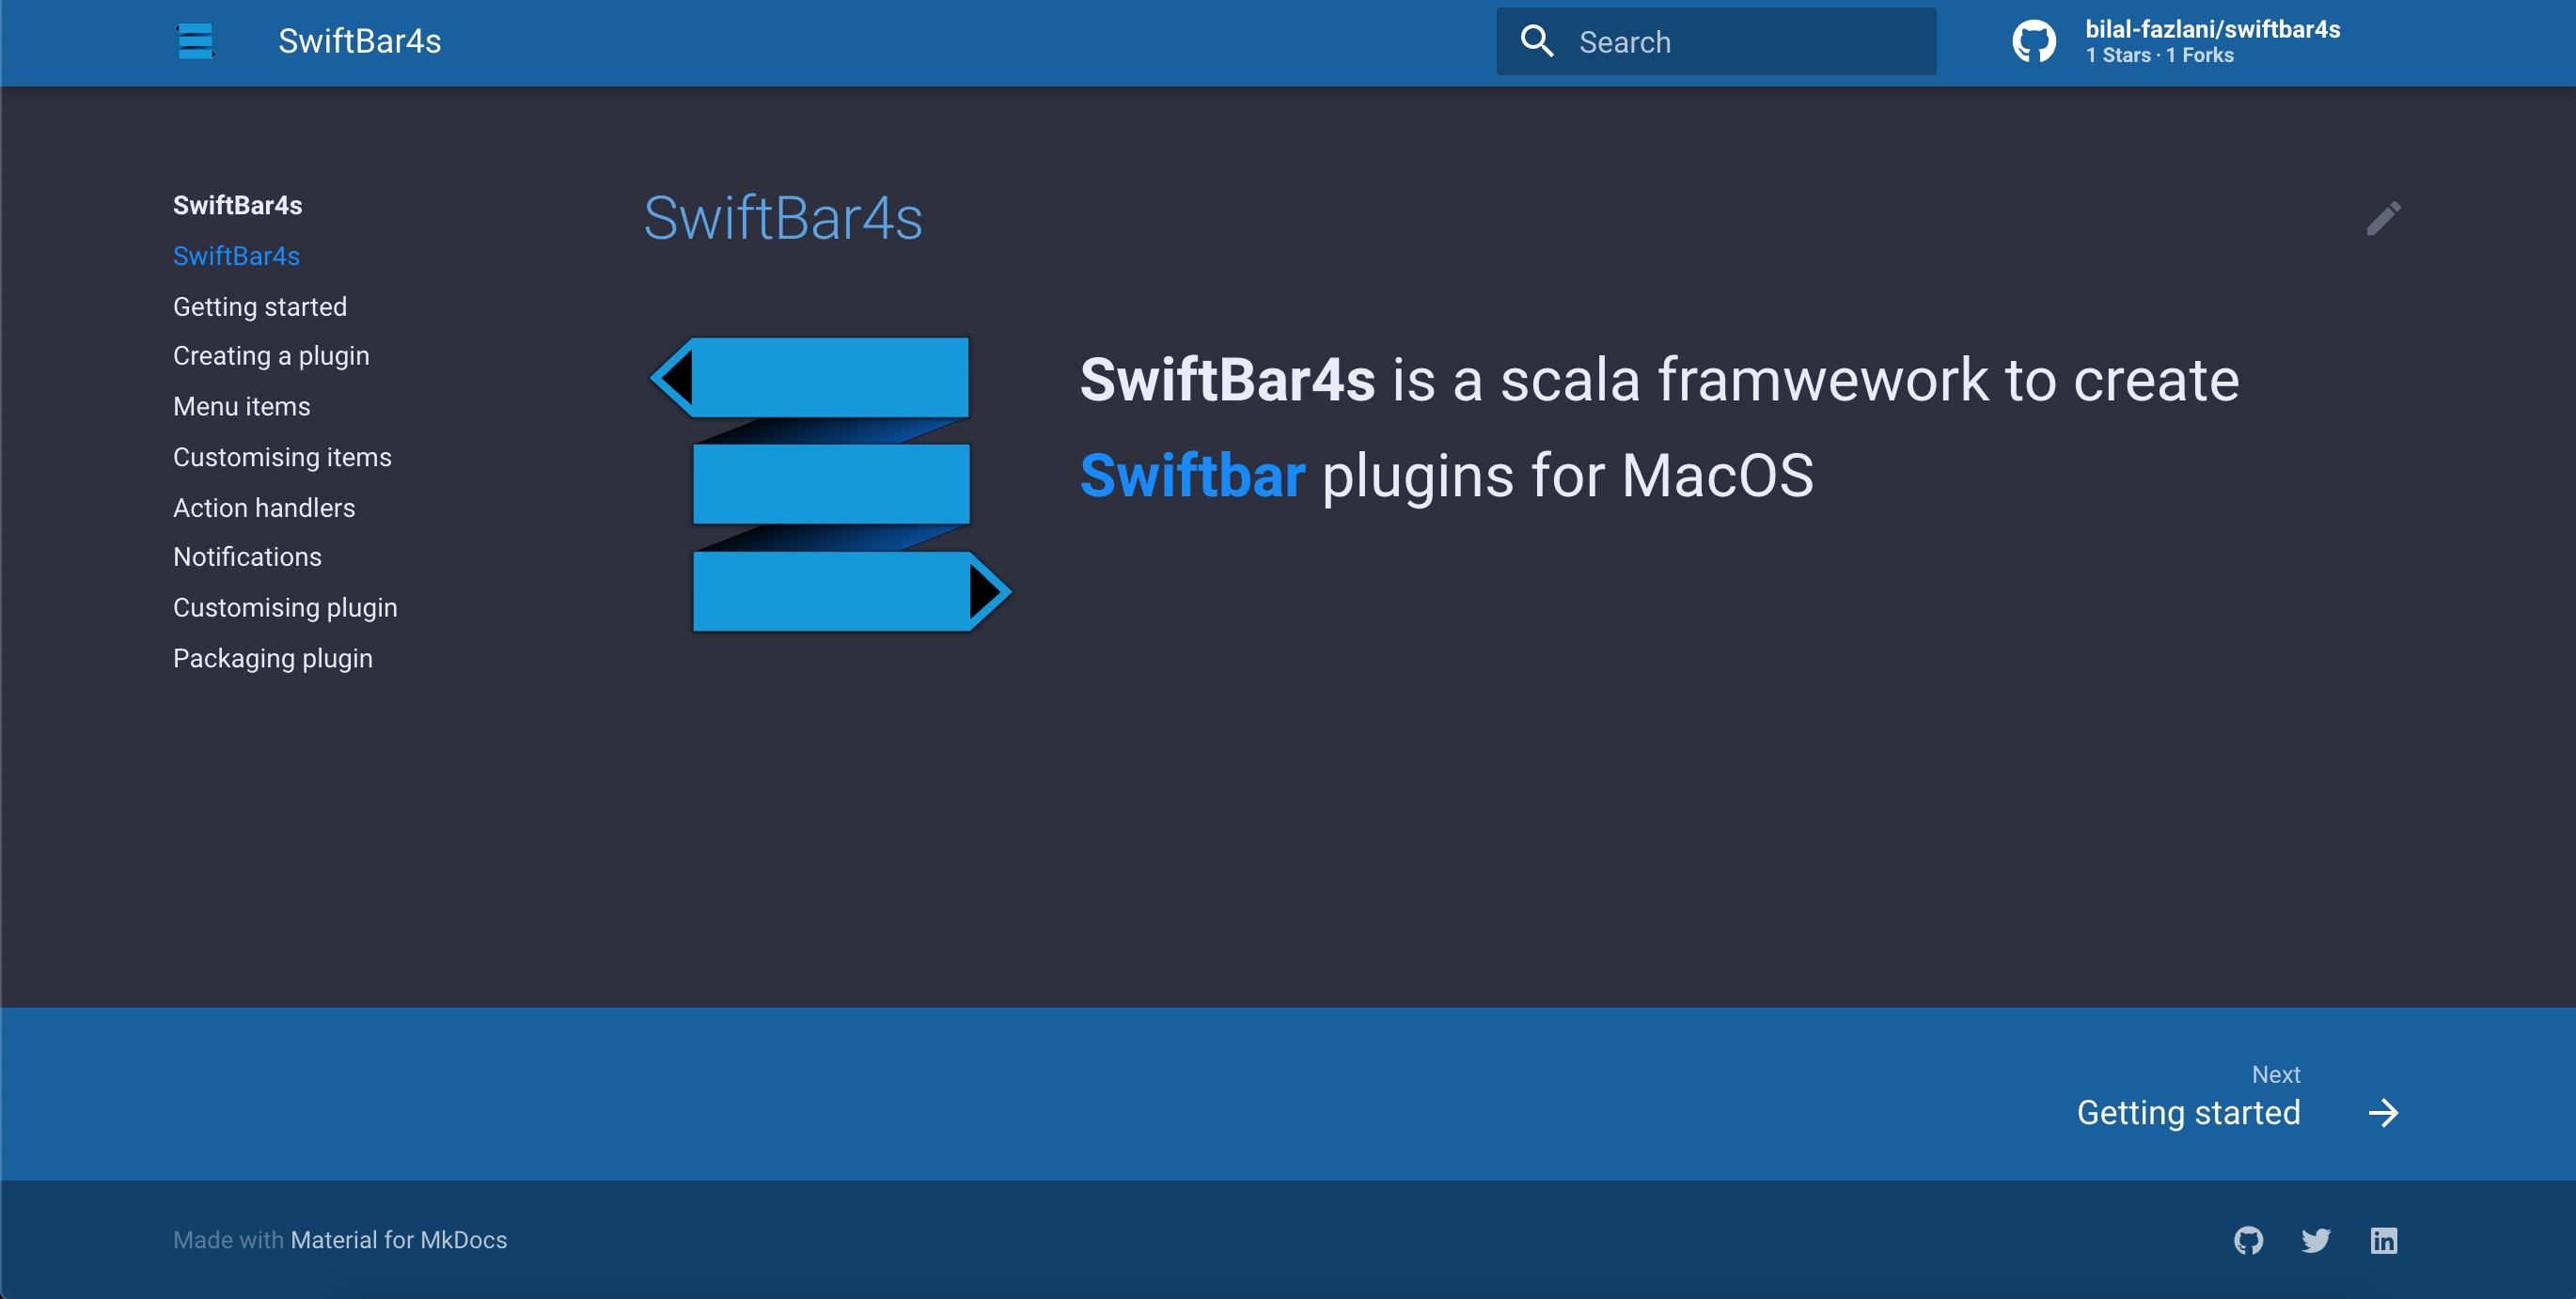 SwiftBar4s
Search
bilal-fazlani/swiftbar4s
1 Stars · 1 Forks
SwiftBar4s
SwiftBar4s
Getting started
Creating a plugin
Menu items
Customising items
Action handlers
Notifications
Customising plugin
Packaging plugin
SwiftBar4s
SwiftBar4s is a scala framwework to create
Swiftbar plugins for MacOS
Next
Getting started
Made with Material for MkDocs